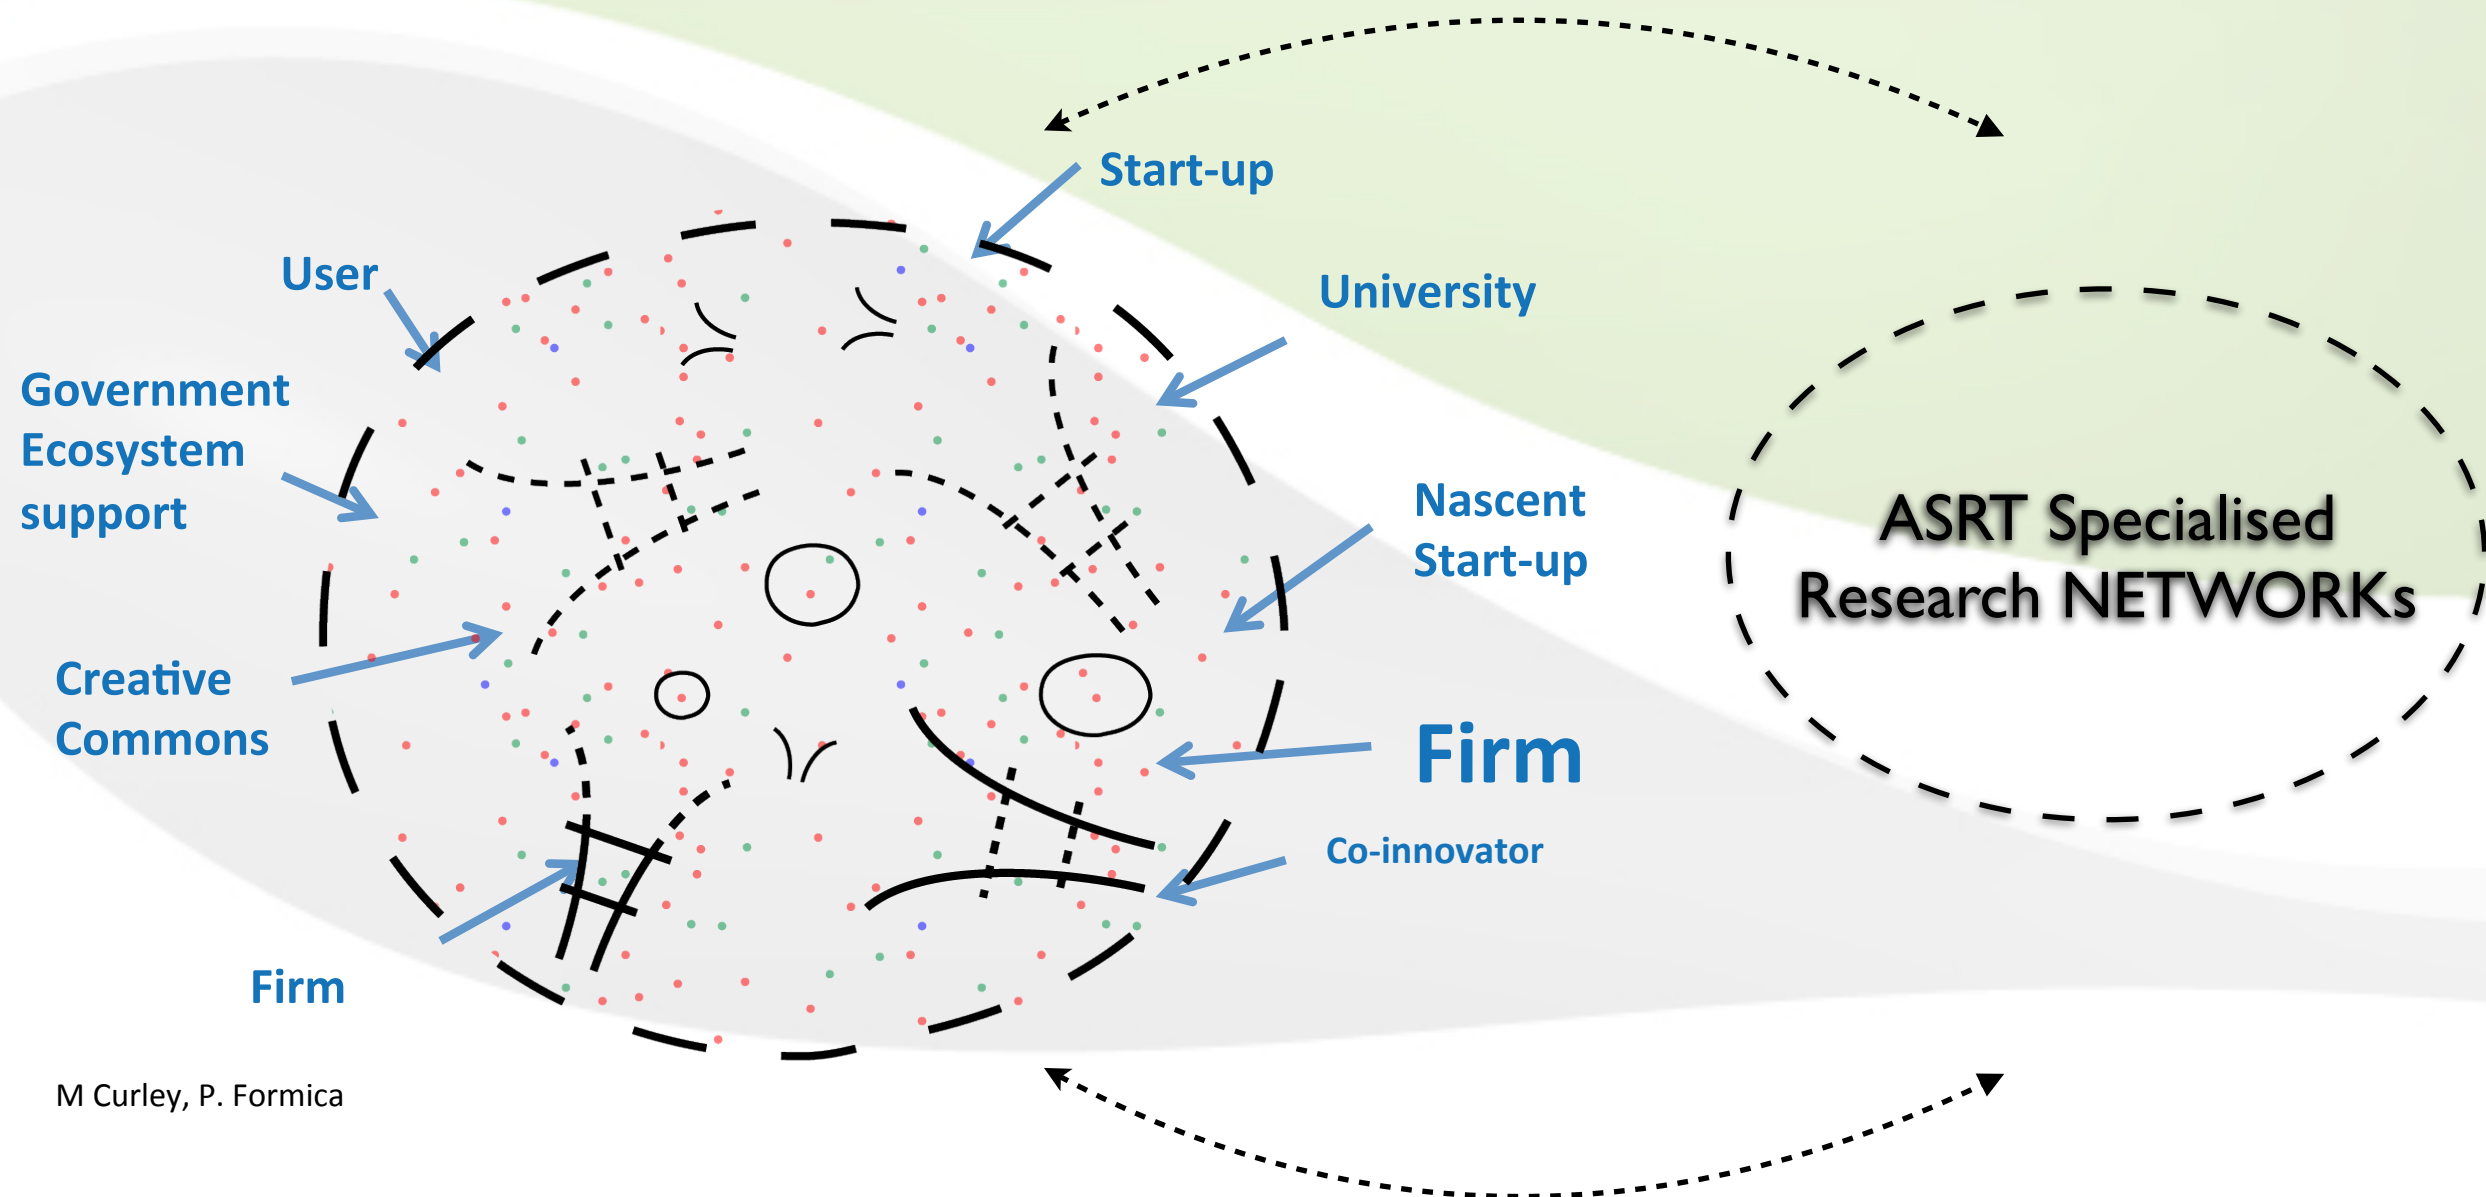 Start-up
User
University
Government
Ecosystem
support
Nascent
Start-up
ASRT Specialised
Research NETWORKs
Creative
Commons
Firm
Co-innovator
Firm
M Curley, P. Formica